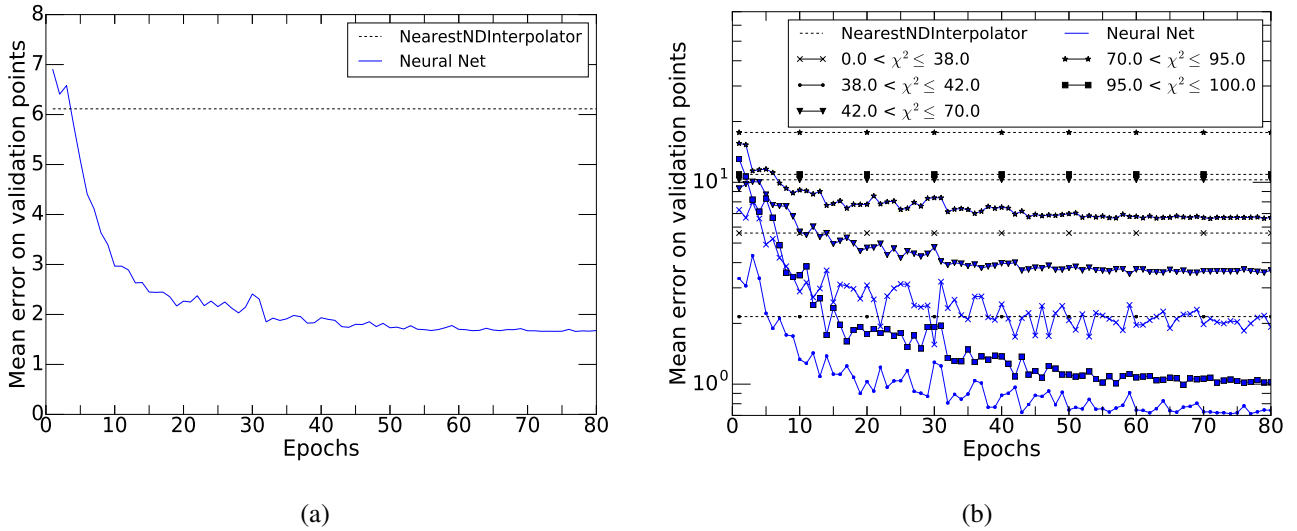 8
7
6
5
4
3
2
1
0
0 10 20 30 40 50 60 70 80
Epochs
Mean error on validation points
NearestNDInterpolator
Neural Net
(a)
10¹
10⁰
0 10 20 30 40 50 60 70 80
Epochs
Mean error on validation points
NearestNDInterpolator
0.0 < χ² ≤ 38.0
38.0 < χ² ≤ 42.0
42.0 < χ² ≤ 70.0
Neural Net
70.0 < χ² ≤ 95.0
95.0 < χ² ≤ 100.0
(b)